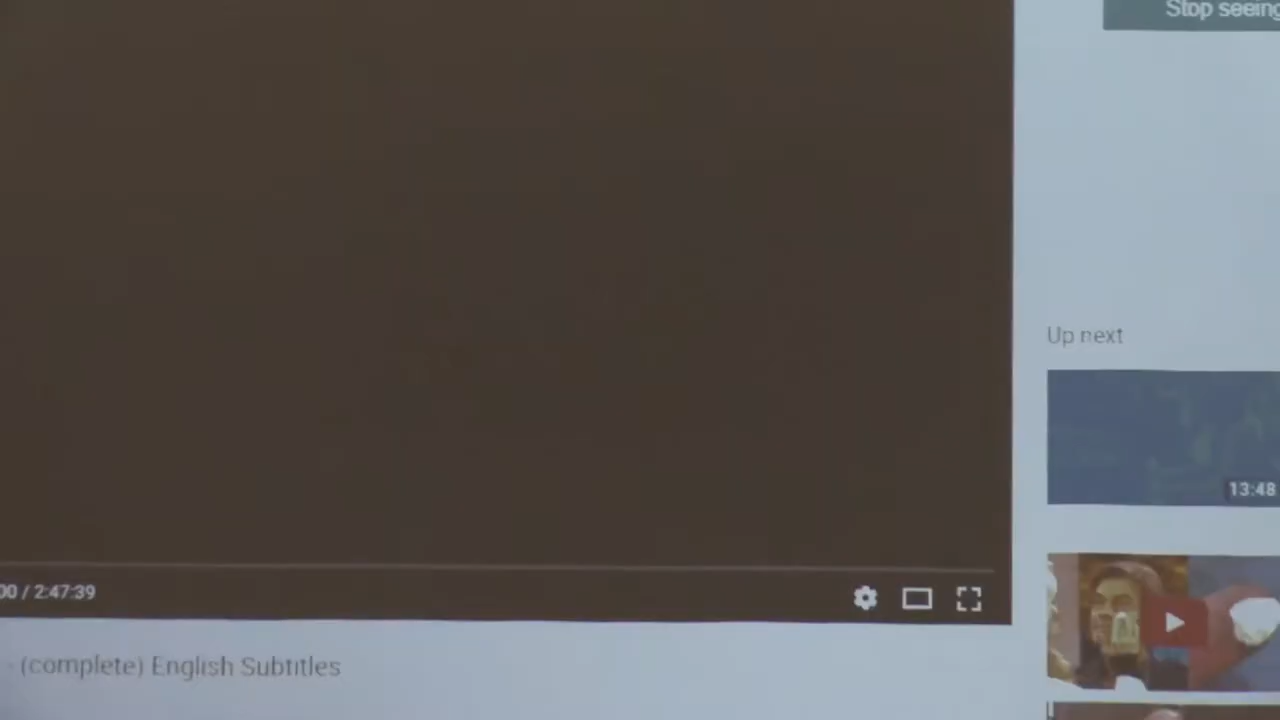 Stop seeing
Up next
13:48
00 / 2:47:39
- (complete) English Subtitles